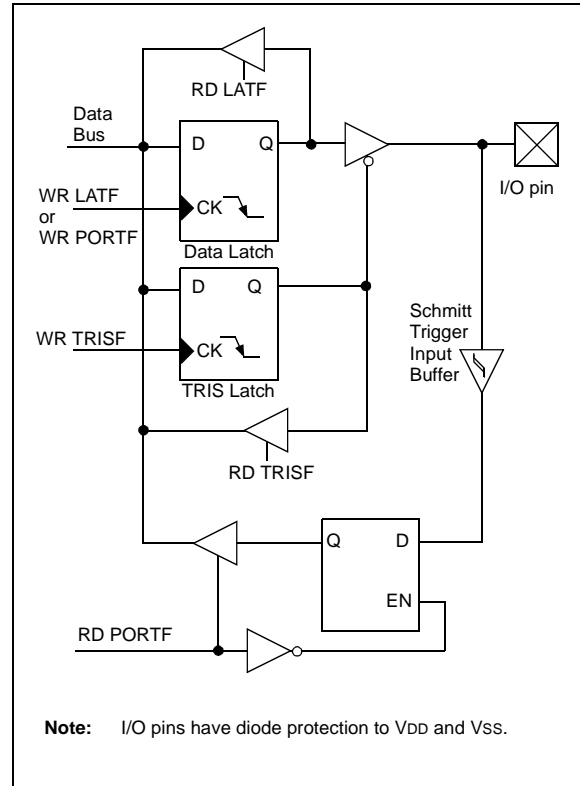 RD LATF
Data
Bus
D Q
I/O pin
WR LATF
or
WR PORTF
CK
Data Latch
D Q
WR TRISF
CK
TRIS Latch
Schmitt
Trigger
Input
Buffer
RD TRISF
Q D
EN
RD PORTF
Note: I/O pins have diode protection to VDD and VSS.